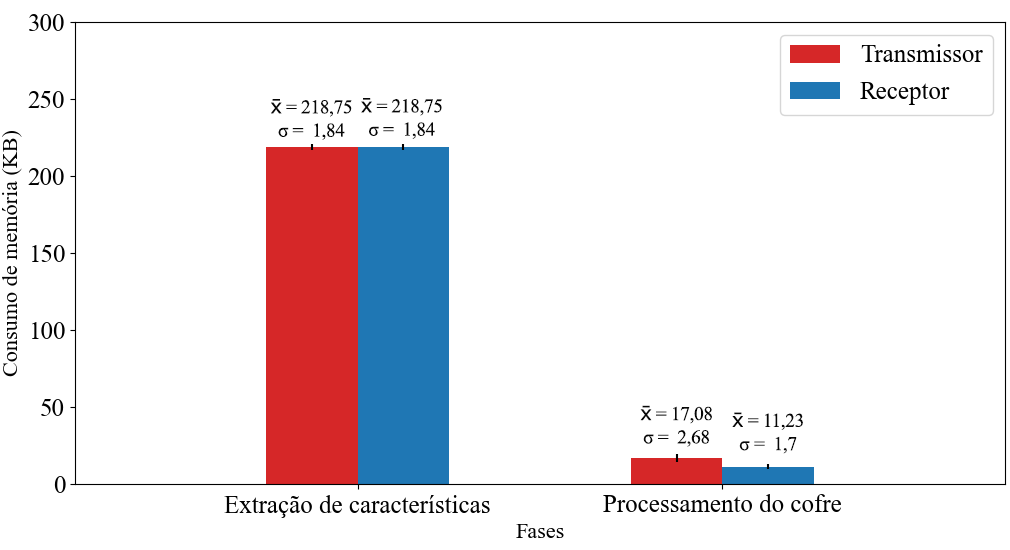 300
250
200
150
100
50
0
Consumo de memória (KB)
Transmissor
Receptor
x̄ = 218,75
σ = 1,84
x̄ = 218,75
σ = 1,84
x̄ = 17,08
σ = 2,68
x̄ = 11,23
σ = 1,7
Extração de características
Processamento do cofre
Fases